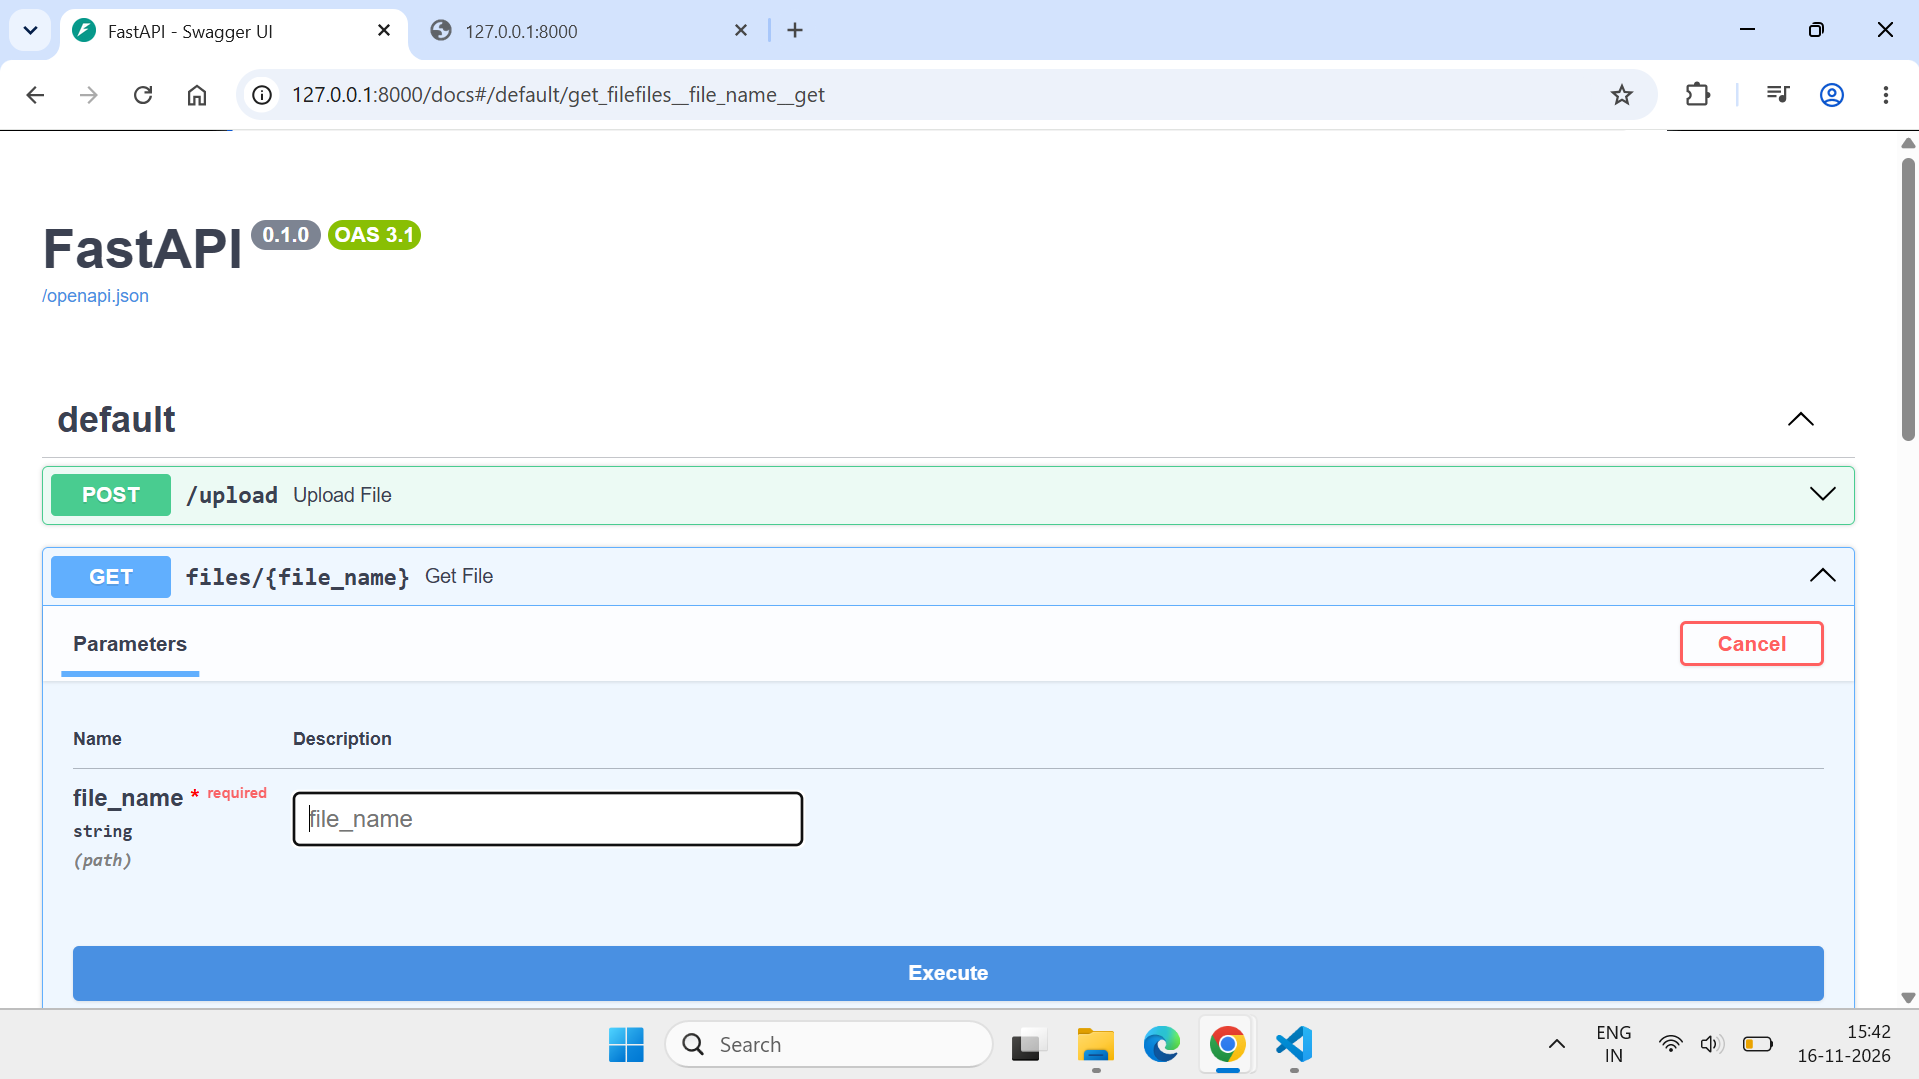 FastAPI - Swagger UI
127.0.0.1:8000
127.0.0.1:8000/docs#/default/get_filefiles__file_name__get
FastAPI 0.1.0 OAS 3.1
/openapi.json
default
POST /upload Upload File
GET files/{file_name} Get File
Parameters
Cancel
Name Description
file_name * required
string
(path)
file_name
Execute
Search
ENG
IN
15:42
16-11-2026